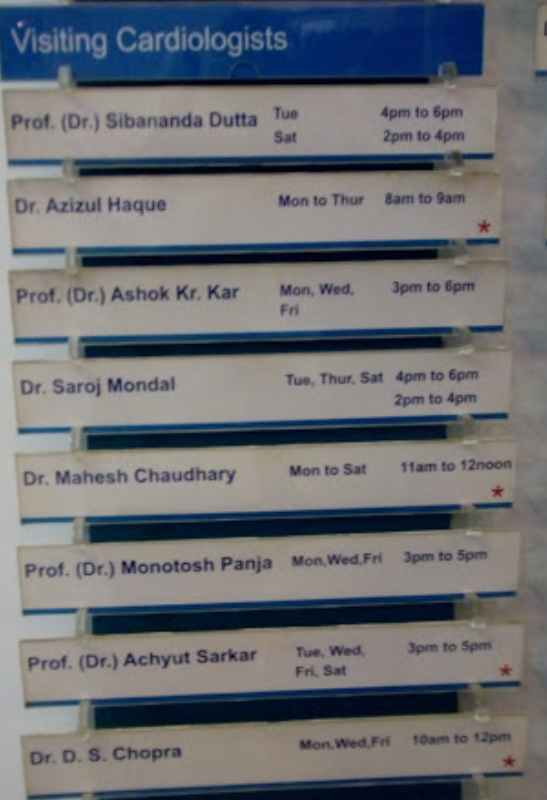 Visiting Cardiologists
Prof. (Dr.) Sibananda Dutta Tue 4pm to 6pm
Sat 2pm to 4pm
Dr. Azizul Haque Mon to Thur 8am to 9am
*
Prof. (Dr.) Ashok Kr. Kar Mon, Wed, 3pm to 6pm
Fri
Dr. Saroj Mondal Tue, Thur, Sat 4pm to 6pm
2pm to 4pm
Dr. Mahesh Chaudhary Mon to Sat 11am to 12noon
*
Prof. (Dr.) Monotosh Panja Mon,Wed,Fri 3pm to 5pm
Prof. (Dr.) Achyut Sarkar Tue, Wed, 3pm to 5pm
Fri, Sat *
Dr. D. S. Chopra Mon,Wed,Fri 10am to 12pm
*